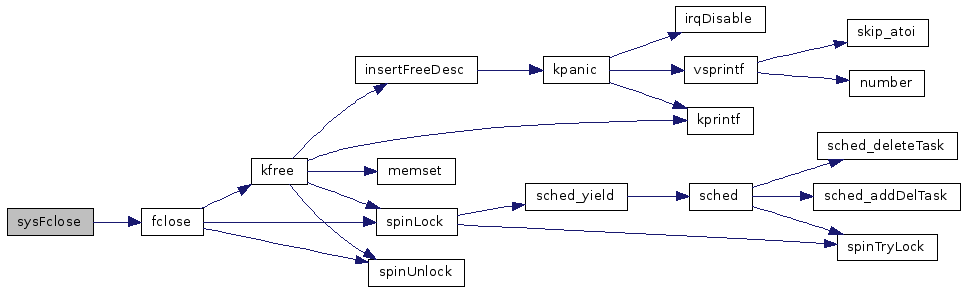 sysFclose
fclose
kfree
insertFreeDesc
kpanic
irqDisable
vsprintf
skip_atoi
number
kprintf
memset
spinLock
sched_yield
sched
sched_deleteTask
sched_addDelTask
spinTryLock
spinUnlock